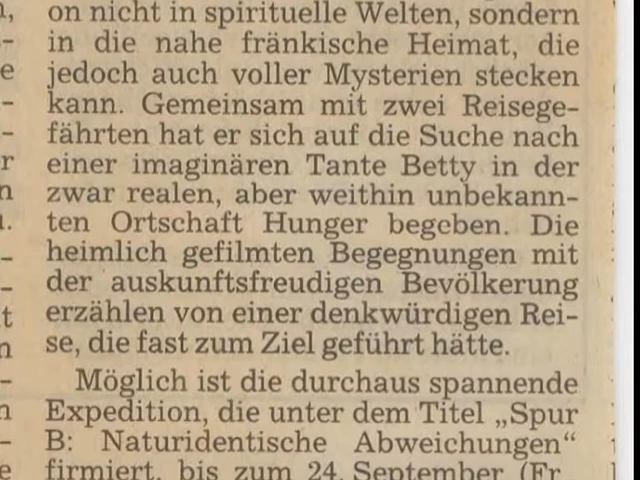 on nicht in spirituelle Welten, sondern
in die nahe fränkische Heimat, die
jedoch auch voller Mysterien stecken
kann. Gemeinsam mit zwei Reisege-
fährten hat er sich auf die Suche nach
einer imaginären Tante Betty in der
zwar realen, aber weithin unbekann-
ten Ortschaft Hunger begeben. Die
heimlich gefilmten Begegnungen mit
der auskunftsfreudigen Bevölkerung
erzählen von einer denkwürdigen Rei-
se, die fast zum Ziel geführt hätte.
Möglich ist die durchaus spannende
Expedition, die unter dem Titel „Spur
B: Naturidentische Abweichungen“
firmiert, bis zum 24. September (Fr